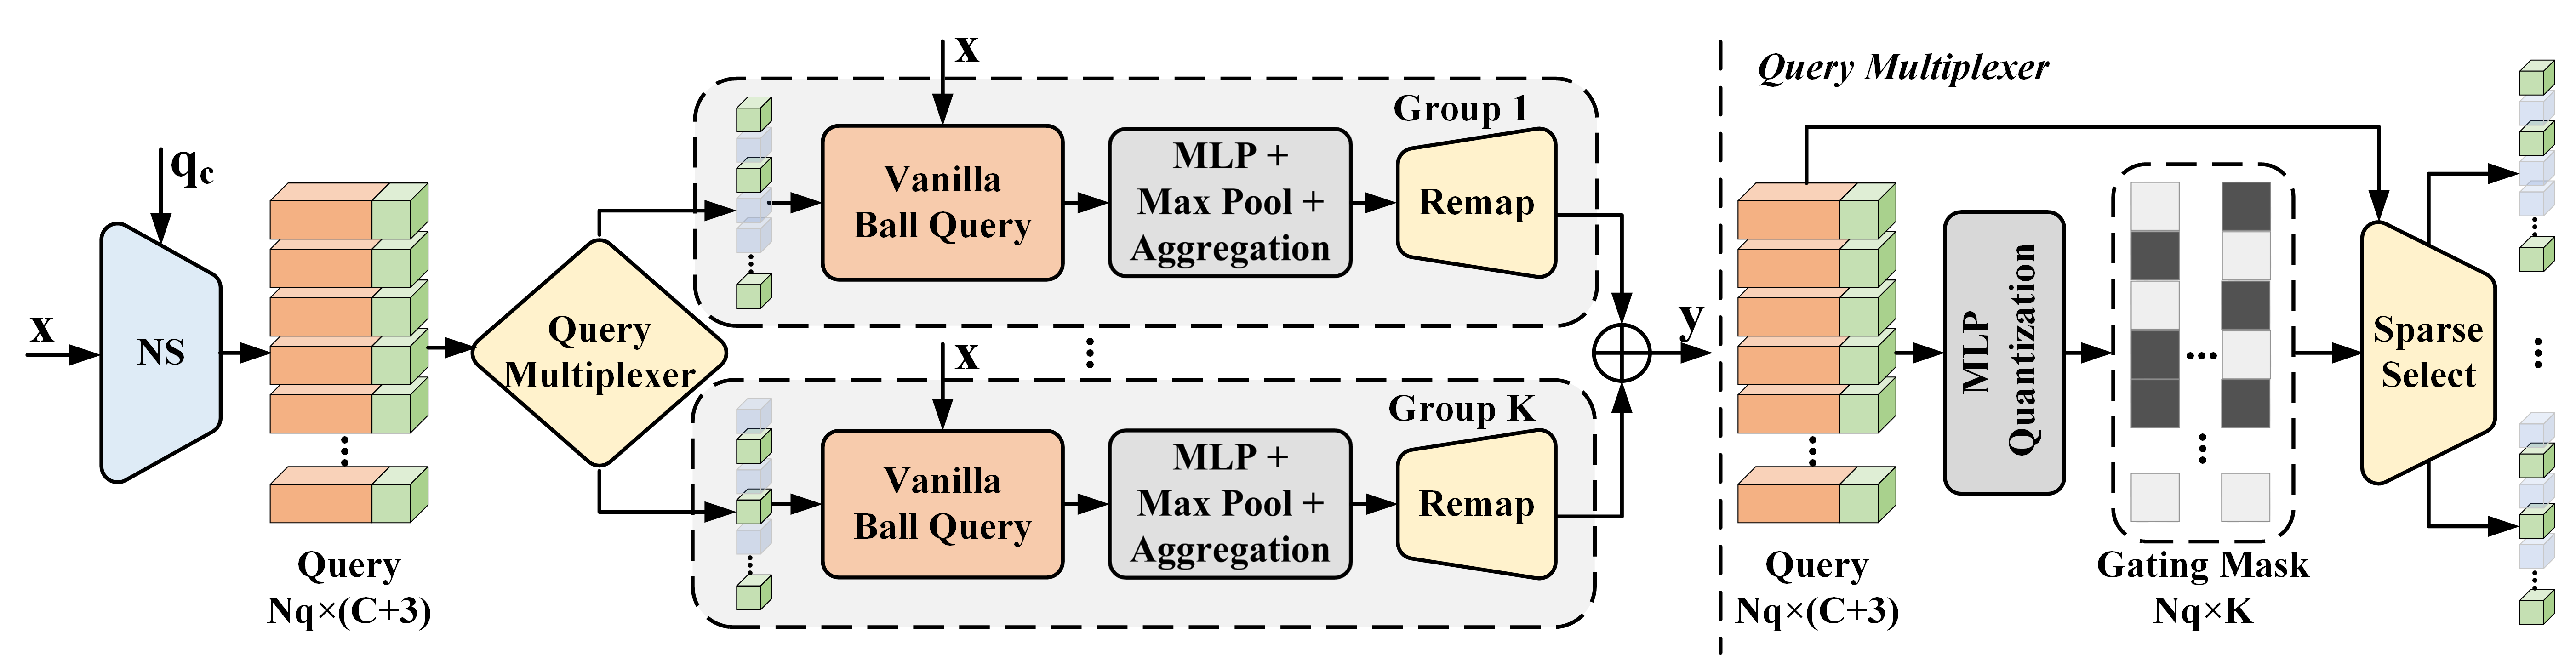 x
q_c
NS
Query
Nq×(C+3)
Query
Multiplexer
x
Group 1
Vanilla
Ball Query
MLP +
Max Pool +
Aggregation
Remap
x
Group K
Vanilla
Ball Query
MLP +
Max Pool +
Aggregation
Remap
y
Query Multiplexer
Query
Nq×(C+3)
MLP
Quantization
Gating Mask
Nq×K
Sparse
Select